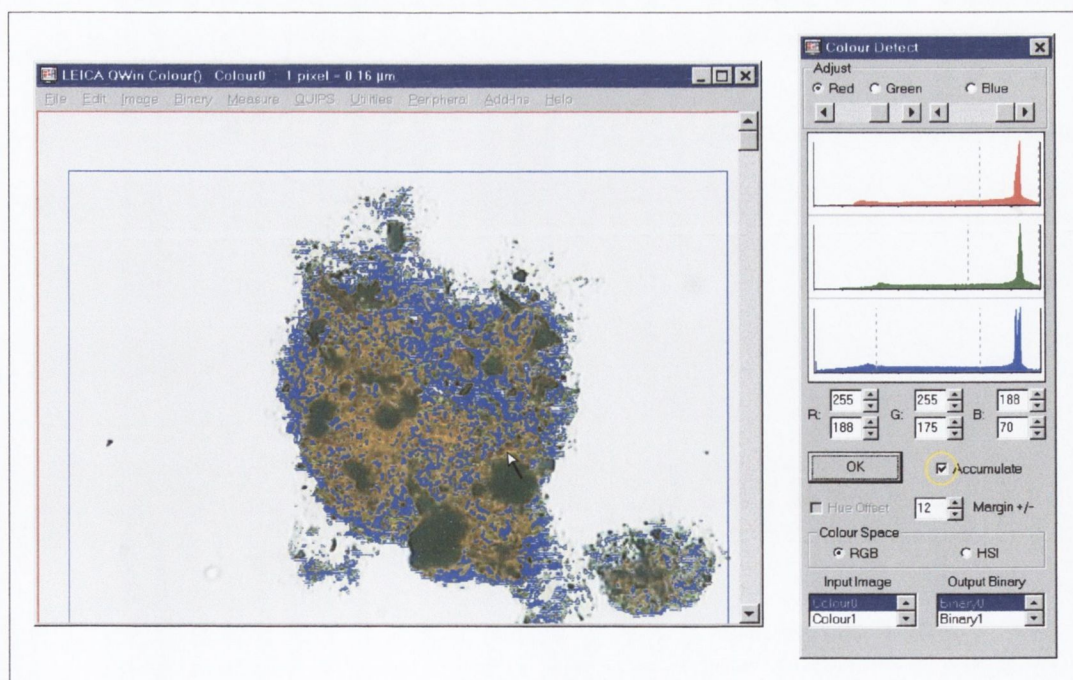 LEICA QWin Colour() Colour0 1 pixel = 0.16 µm
File Edit Image Binary Measure QJIPS Utilities Peripheral Add-Ins Help
Colour Detect
Adjust
Red Green Blue
R: 255 G: 255 B: 188
188 175 70
OK Accumulate
Hue Offset 12 Margin +/-
Colour Space
RGB HSI
Input Image Output Binary
Colour0 Binary0
Colour1 Binary1